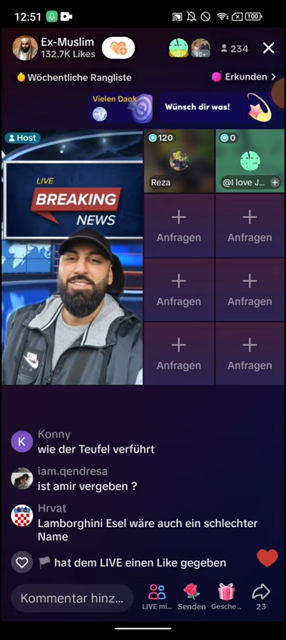 12:51
100
Ex-Muslim
132.7K Likes
234
Wöchentliche Rangliste
Erkunden
Vielen Dank
Wünsch dir was!
Host
120
0
LIVE
BREAKING
NEWS
Reza
@I love J...
Anfragen
Anfragen
Anfragen
Anfragen
Anfragen
Anfragen
K
Konny
wie der Teufel verführt
iam.qendresa
ist amir vergeben ?
Hrvat
Lamborghini Esel wäre auch ein schlechter
Name
hat dem LIVE einen Like gegeben
Kommentar hinz...
LIVE mi...
Senden
Gesche...
23